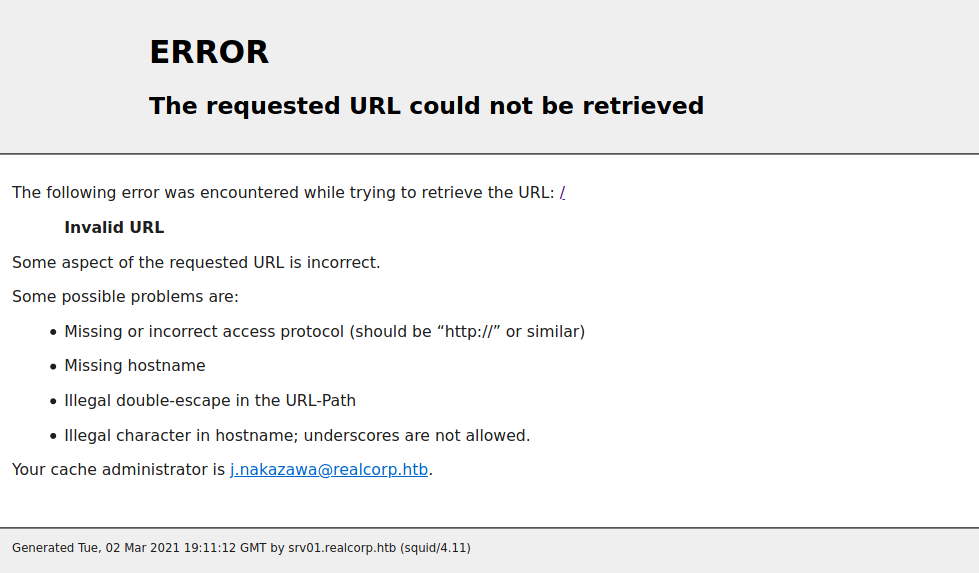 ERROR
The requested URL could not be retrieved
The following error was encountered while trying to retrieve the URL: /
Invalid URL
Some aspect of the requested URL is incorrect.
Some possible problems are:
• Missing or incorrect access protocol (should be “http://” or similar)
• Missing hostname
• Illegal double-escape in the URL-Path
• Illegal character in hostname; underscores are not allowed.
Your cache administrator is j.nakazawa@realcorp.htb.
Generated Tue, 02 Mar 2021 19:11:12 GMT by srv01.realcorp.htb (squid/4.11)